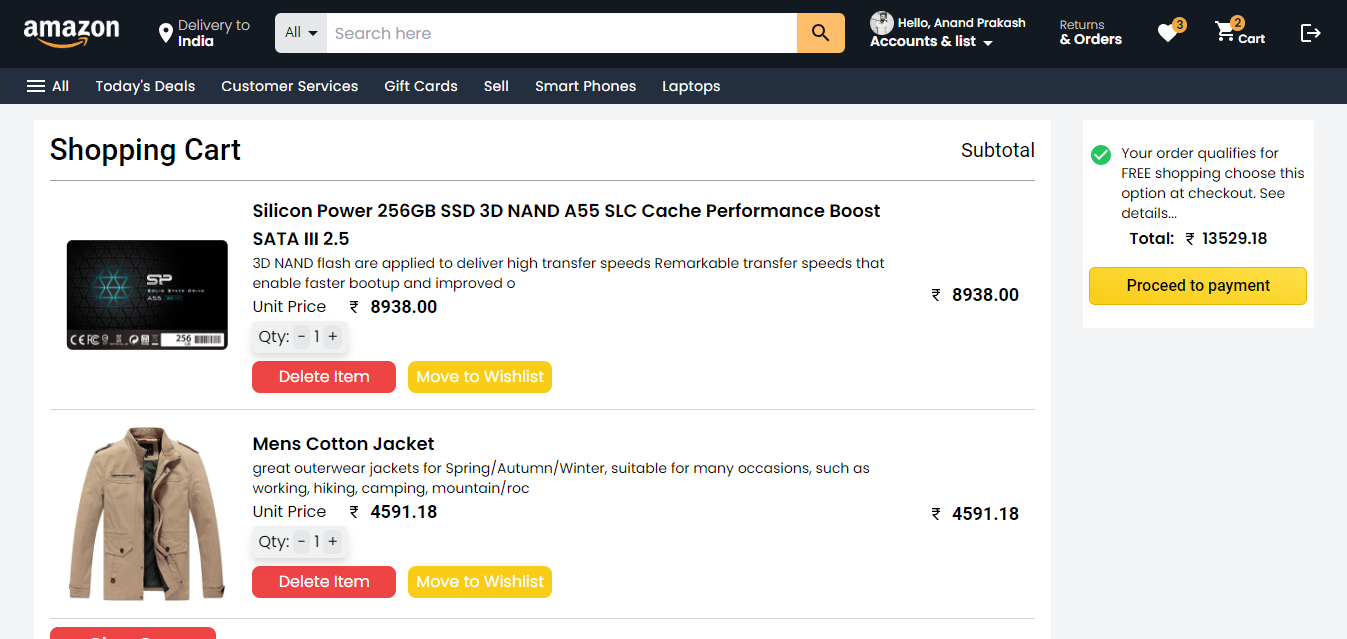 amazon
Delivery to
India
All
Search here
Hello, Anand Prakash
Accounts & list
Returns
& Orders
3
2
Cart
All
Today's Deals
Customer Services
Gift Cards
Sell
Smart Phones
Laptops
Shopping Cart
Subtotal
Silicon Power 256GB SSD 3D NAND A55 SLC Cache Performance Boost
SATA III 2.5
3D NAND flash are applied to deliver high transfer speeds Remarkable transfer speeds that
enable faster bootup and improved o
Unit Price ₹ 8938.00
Qty: - 1 +
Delete Item
Move to Wishlist
₹ 8938.00
SP
Solid State Drive
A55
256
Mens Cotton Jacket
great outerwear jackets for Spring/Autumn/Winter, suitable for many occasions, such as
working, hiking, camping, mountain/roc
Unit Price ₹ 4591.18
Qty: - 1 +
Delete Item
Move to Wishlist
₹ 4591.18
Your order qualifies for
FREE shopping choose this
option at checkout. See
details...
Total: ₹ 13529.18
Proceed to payment